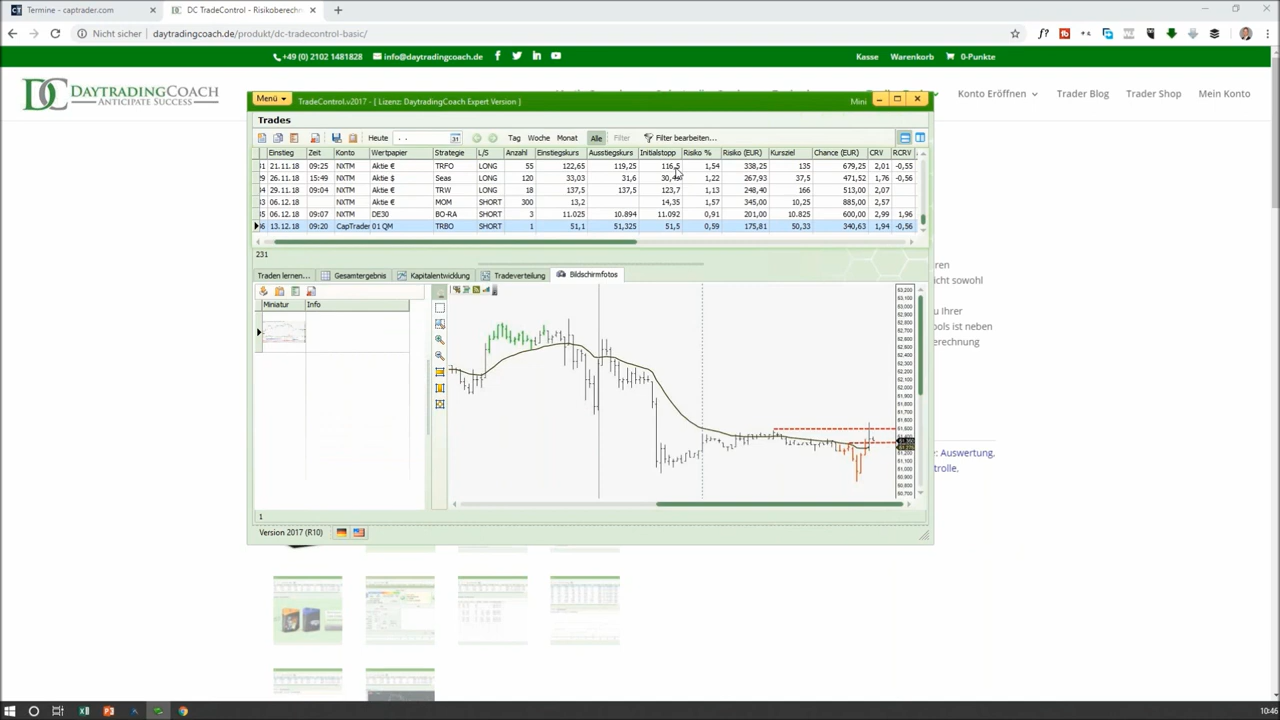 Termine - captrader.com
DC TradeControl - Risikoberechn
Nicht sicher daytradingcoach.de/produkt/dc-tradecontrol-basic/
+49 (0) 2102 1481828 info@daytradingcoach.de
Kasse Warenkorb 0-Punkte
DAYTRADINGCOACH
ANTICIPATE SUCCESS
Konto Eröffnen Trader Blog Trader Shop Mein Konto
Menü TradeControl.v2017 - [ Lizenz: DaytradingCoach Expert Version ] Mini
Trades
Heute . . 31 Tag Woche Monat Alle Filter Filter bearbeiten...
Einstieg Zeit Konto Wertpapier Strategie L/S Anzahl Einstiegskurs Ausstiegskurs Initialstopp Risiko % Risiko (EUR) Kursziel Chance (EUR) CRV RCRV
31 21.11.18 09:25 NXTM Aktie € TRFO LONG 55 122,65 119,25 116,5 1,54 338,25 135 679,25 2,01 -0,55
29 26.11.18 15:49 NXTM Aktie $ Seas LONG 120 33,03 31,6 1,22 267,93 37,5 471,52 1,76 -0,56
34 29.11.18 09:04 NXTM Aktie € TRW LONG 18 137,5 137,5 123,7 1,13 248,40 166 513,00 2,07
33 06.12.18 NXTM Aktie € MOM SHORT 300 13,2 14,35 1,57 345,00 10,25 885,00 2,57
35 06.12.18 09:07 NXTM DE30 BO-RA SHORT 3 11.025 10.894 11.092 0,91 201,00 10.825 600,00 2,99 1,96
36 13.12.18 09:20 CapTrader 01 QM TRBO SHORT 1 51,1 51,325 51,5 0,59 175,81 50,33 340,63 1,94 -0,56
231
Traden lernen... Gesamtergebnis Kapitalentwicklung Tradeverteilung Bildschirmfotos
Miniatur Info
1
Version 2017 (R10)
aren
icht sowohl
u Ihrer
ools ist neben
erechnung
e: Auswertung,
trolle,
10:46